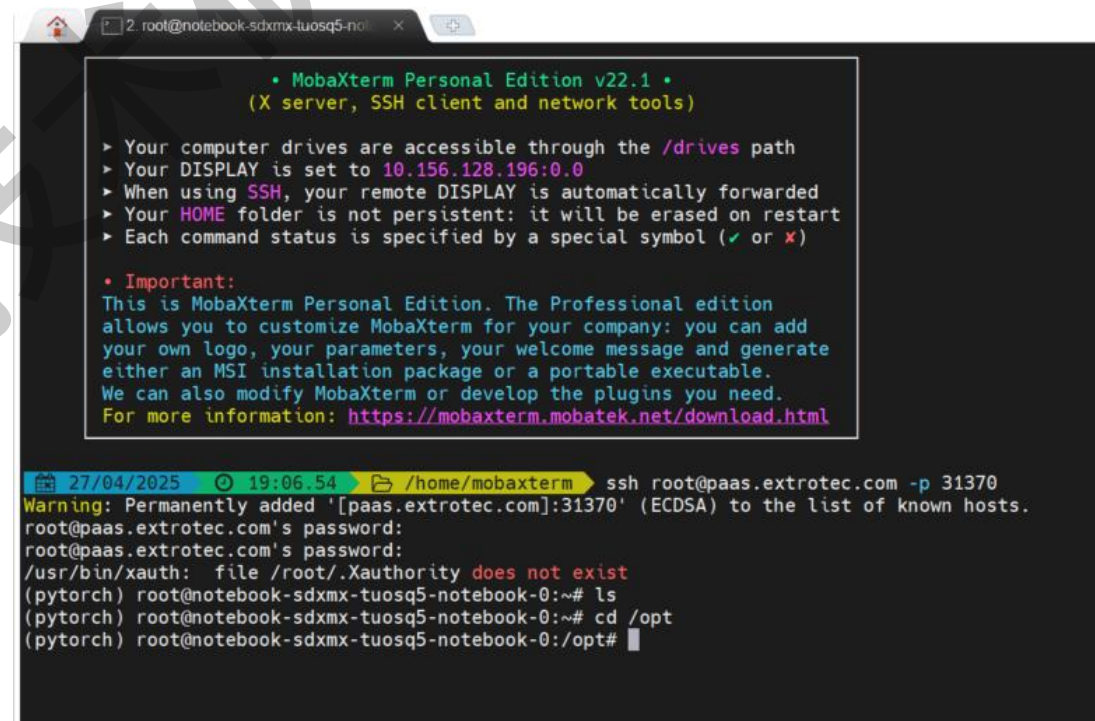 2. root@notebook-sdxmx-tuosq5-not
• MobaXterm Personal Edition v22.1 •
(X server, SSH client and network tools)
➤ Your computer drives are accessible through the /drives path
➤ Your DISPLAY is set to 10.156.128.196:0.0
➤ When using SSH, your remote DISPLAY is automatically forwarded
➤ Your HOME folder is not persistent: it will be erased on restart
➤ Each command status is specified by a special symbol (✔ or ✘)
• Important:
This is MobaXterm Personal Edition. The Professional edition
allows you to customize MobaXterm for your company: you can add
your own logo, your parameters, your welcome message and generate
either an MSI installation package or a portable executable.
We can also modify MobaXterm or develop the plugins you need.
For more information: https://mobaxterm.mobatek.net/download.html
27/04/2025 19:06.54 /home/mobaxterm ssh root@paas.extrotec.com -p 31370
Warning: Permanently added '[paas.extrotec.com]:31370' (ECDSA) to the list of known hosts.
root@paas.extrotec.com's password:
root@paas.extrotec.com's password:
/usr/bin/xauth:  file /root/.Xauthority does not exist
(pytorch) root@notebook-sdxmx-tuosq5-notebook-0:~# ls
(pytorch) root@notebook-sdxmx-tuosq5-notebook-0:~# cd /opt
(pytorch) root@notebook-sdxmx-tuosq5-notebook-0:/opt#